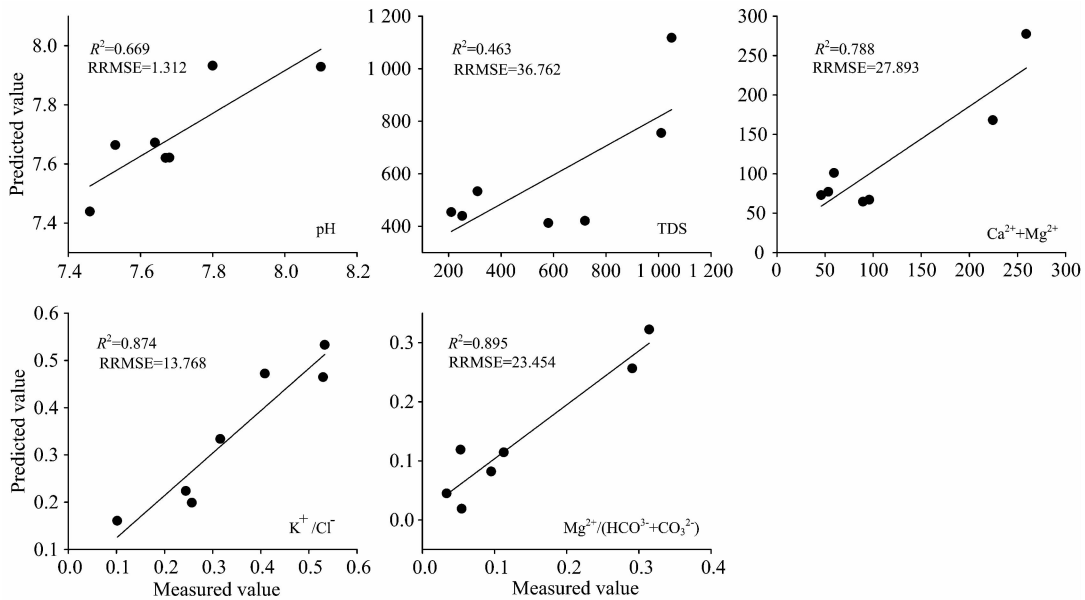 R²=0.669
RRMSE=1.312
8.0
7.8
7.6
7.4
7.4 7.6 7.8 8.0 8.2
Predicted value
pH
R²=0.463
RRMSE=36.762
1 200
1 000
800
600
400
200 400 600 800 1 000 1 200
TDS
R²=0.788
RRMSE=27.893
300
250
200
150
100
50
0
0 50 100 150 200 250 300
Ca²⁺+Mg²⁺
R²=0.874
RRMSE=13.768
0.6
0.5
0.4
0.3
0.2
0.1
0.0 0.1 0.2 0.3 0.4 0.5 0.6
Predicted value
K⁺/Cl⁻
Measured value
R²=0.895
RRMSE=23.454
0.3
0.2
0.1
0.0
0.0 0.1 0.2 0.3 0.4
Mg²⁺/(HCO³⁻+CO₃²⁻)
Measured value